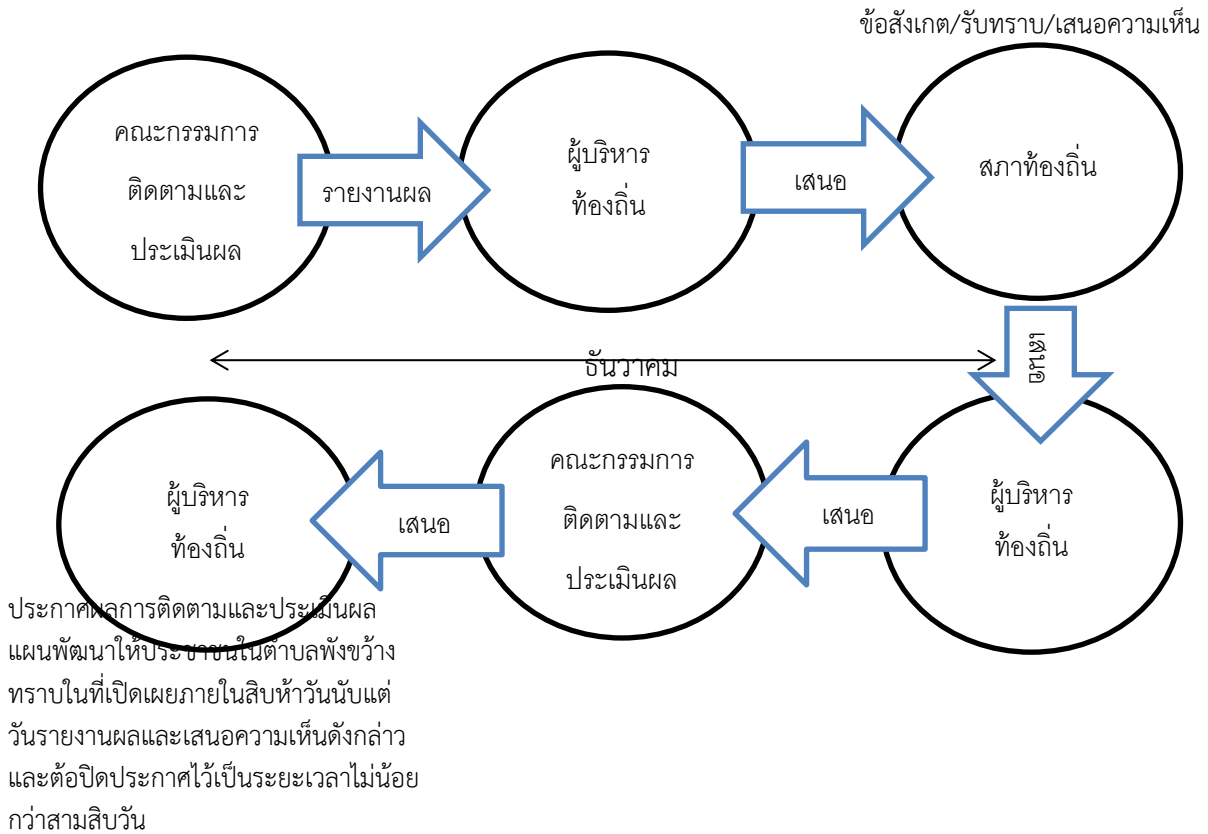 ข้อสังเกต/รับทราบ/เสนอความเห็น
คณะกรรมการ
ติดตามและ
ประเมินผล
รายงานผล
ผู้บริหาร
ท้องถิ่น
เสนอ
สภาท้องถิ่น
เสนอ
ธันวาคม
ผู้บริหาร
ท้องถิ่น
เสนอ
คณะกรรมการ
ติดตามและ
ประเมินผล
เสนอ
ผู้บริหาร
ท้องถิ่น
ประกาศผลการติดตามและประเมินผล
แผนพัฒนาให้ประชาชนในตำบลพังขว้าง
ทราบในที่เปิดเผยภายในสิบห้าวันนับแต่
วันรายงานผลและเสนอความเห็นดังกล่าว
และต้อปิดประกาศไว้เป็นระยะเวลาไม่น้อย
กว่าสามสิบวัน